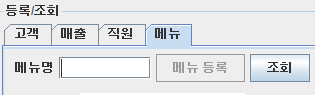 등록/조회
고객 매출 직원 메뉴
메뉴명 메뉴 등록 조회